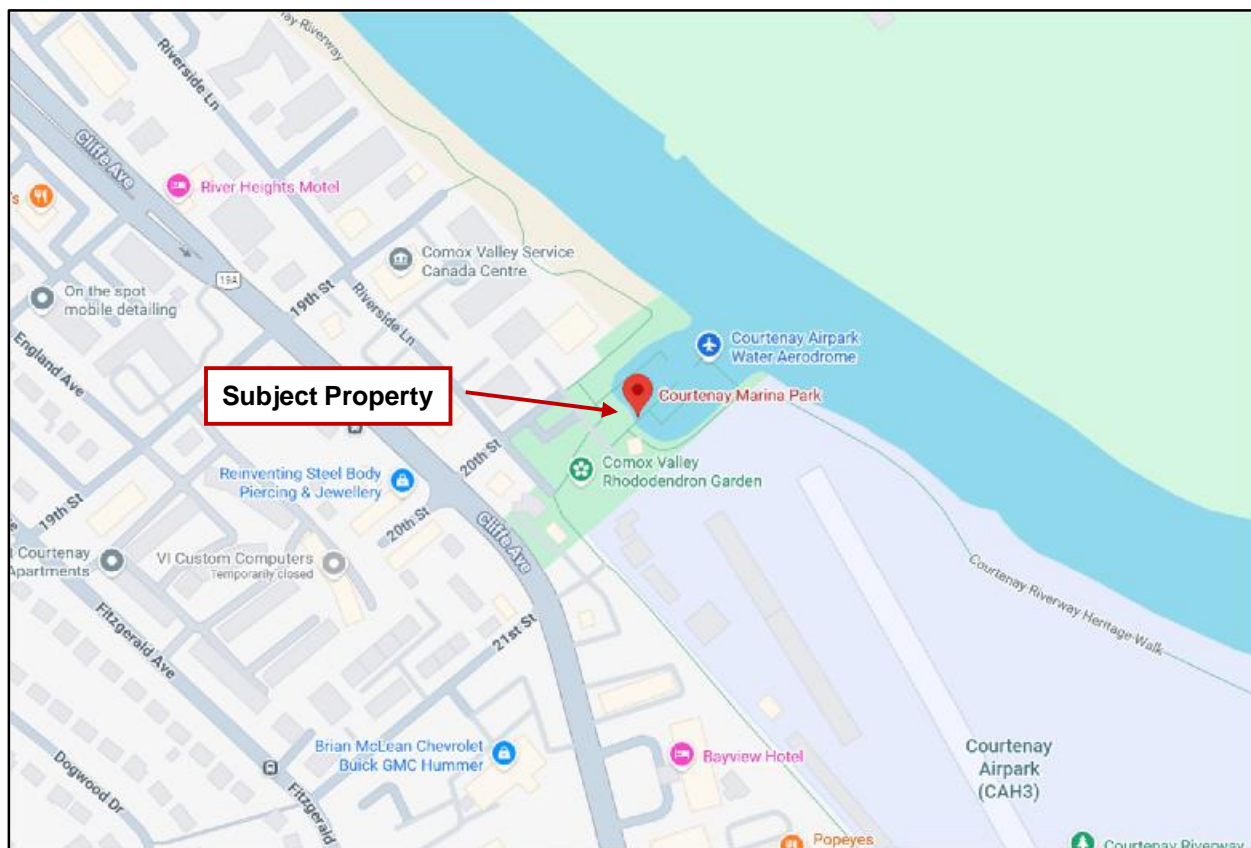 ay Riverway
Riverside Ln
Cliffe Ave
River Heights Motel
's
19A
Comox Valley Service
Canada Centre
On the spot
mobile detailing
19th St
Riverside Ln
England Ave
Courtenay Airpark
Water Aerodrome
Subject Property
Courtenay Marina Park
20th St
Comox Valley
Rhododendron Garden
Reinventing Steel Body
Piercing & Jewellery
19th St
20th St
Cliffe Ave
I Courtenay
Apartments
VI Custom Computers
Temporarily closed
Courtenay Riverway Heritage Walk
Fitzgerald Ave
21st St
Brian McLean Chevrolet
Buick GMC Hummer
Bayview Hotel
Courtenay
Airpark
(CAH3)
Dogwood Dr
Fitzgerald
Popeyes
Courtenay Riverway